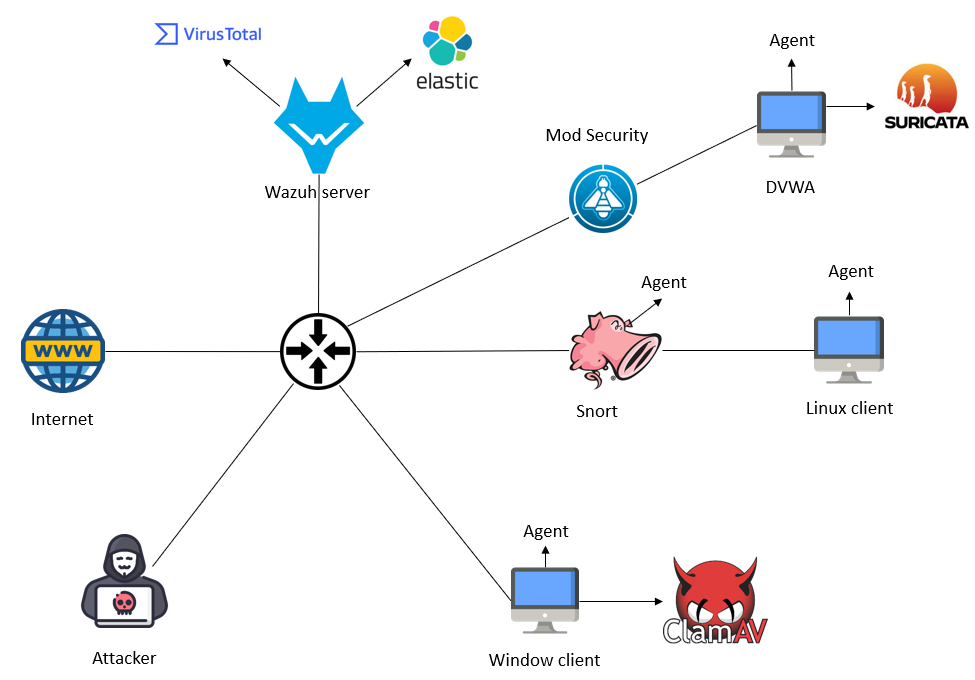 VirusTotal
elastic
Agent
SURICATA
Mod Security
Wazuh server
DVWA
Agent
Agent
WWW
Internet
Snort
Linux client
Agent
ClamAV
Attacker
Window client